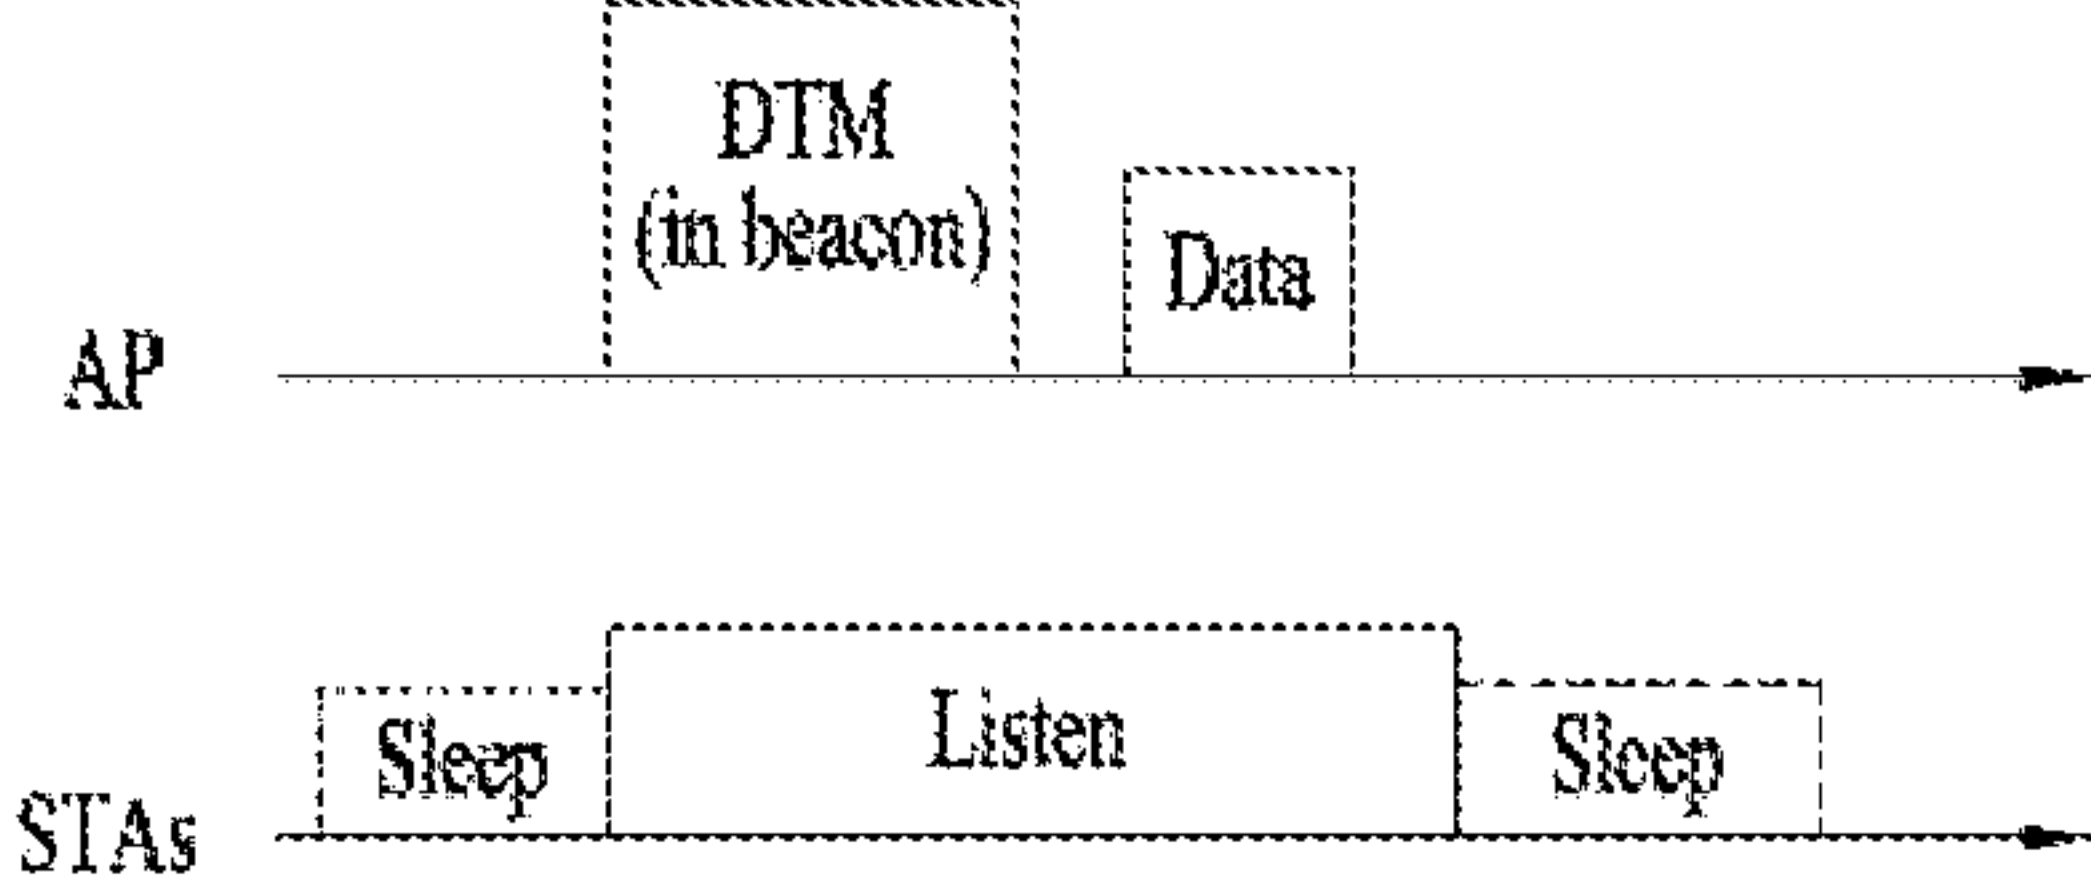 DTM
(in beacon)
Data
AP
Sleep
Listen
Sleep
STAs